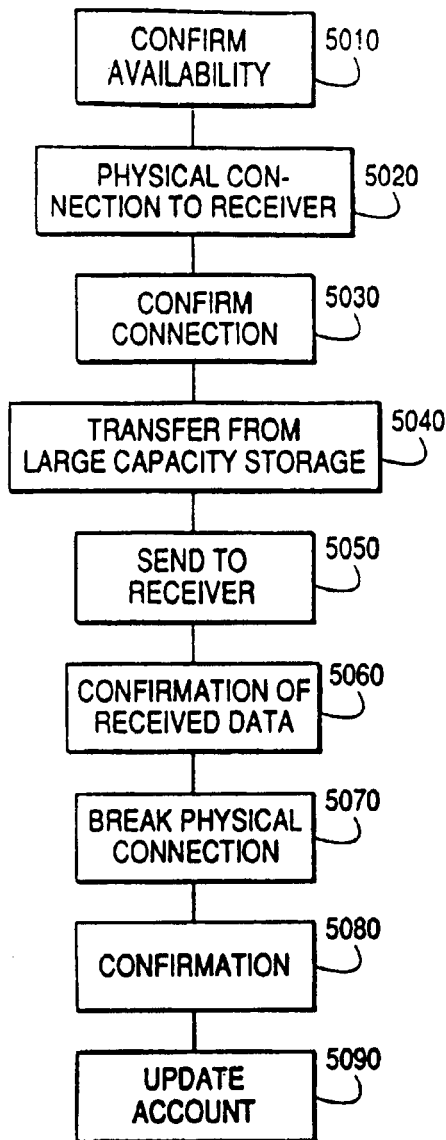 CONFIRM
AVAILABILITY
5010
PHYSICAL CON-
NECTION TO RECEIVER
5020
CONFIRM
CONNECTION
5030
TRANSFER FROM
LARGE CAPACITY STORAGE
5040
SEND TO
RECEIVER
5050
CONFIRMATION OF
RECEIVED DATA
5060
BREAK PHYSICAL
CONNECTION
5070
CONFIRMATION
5080
UPDATE
ACCOUNT
5090